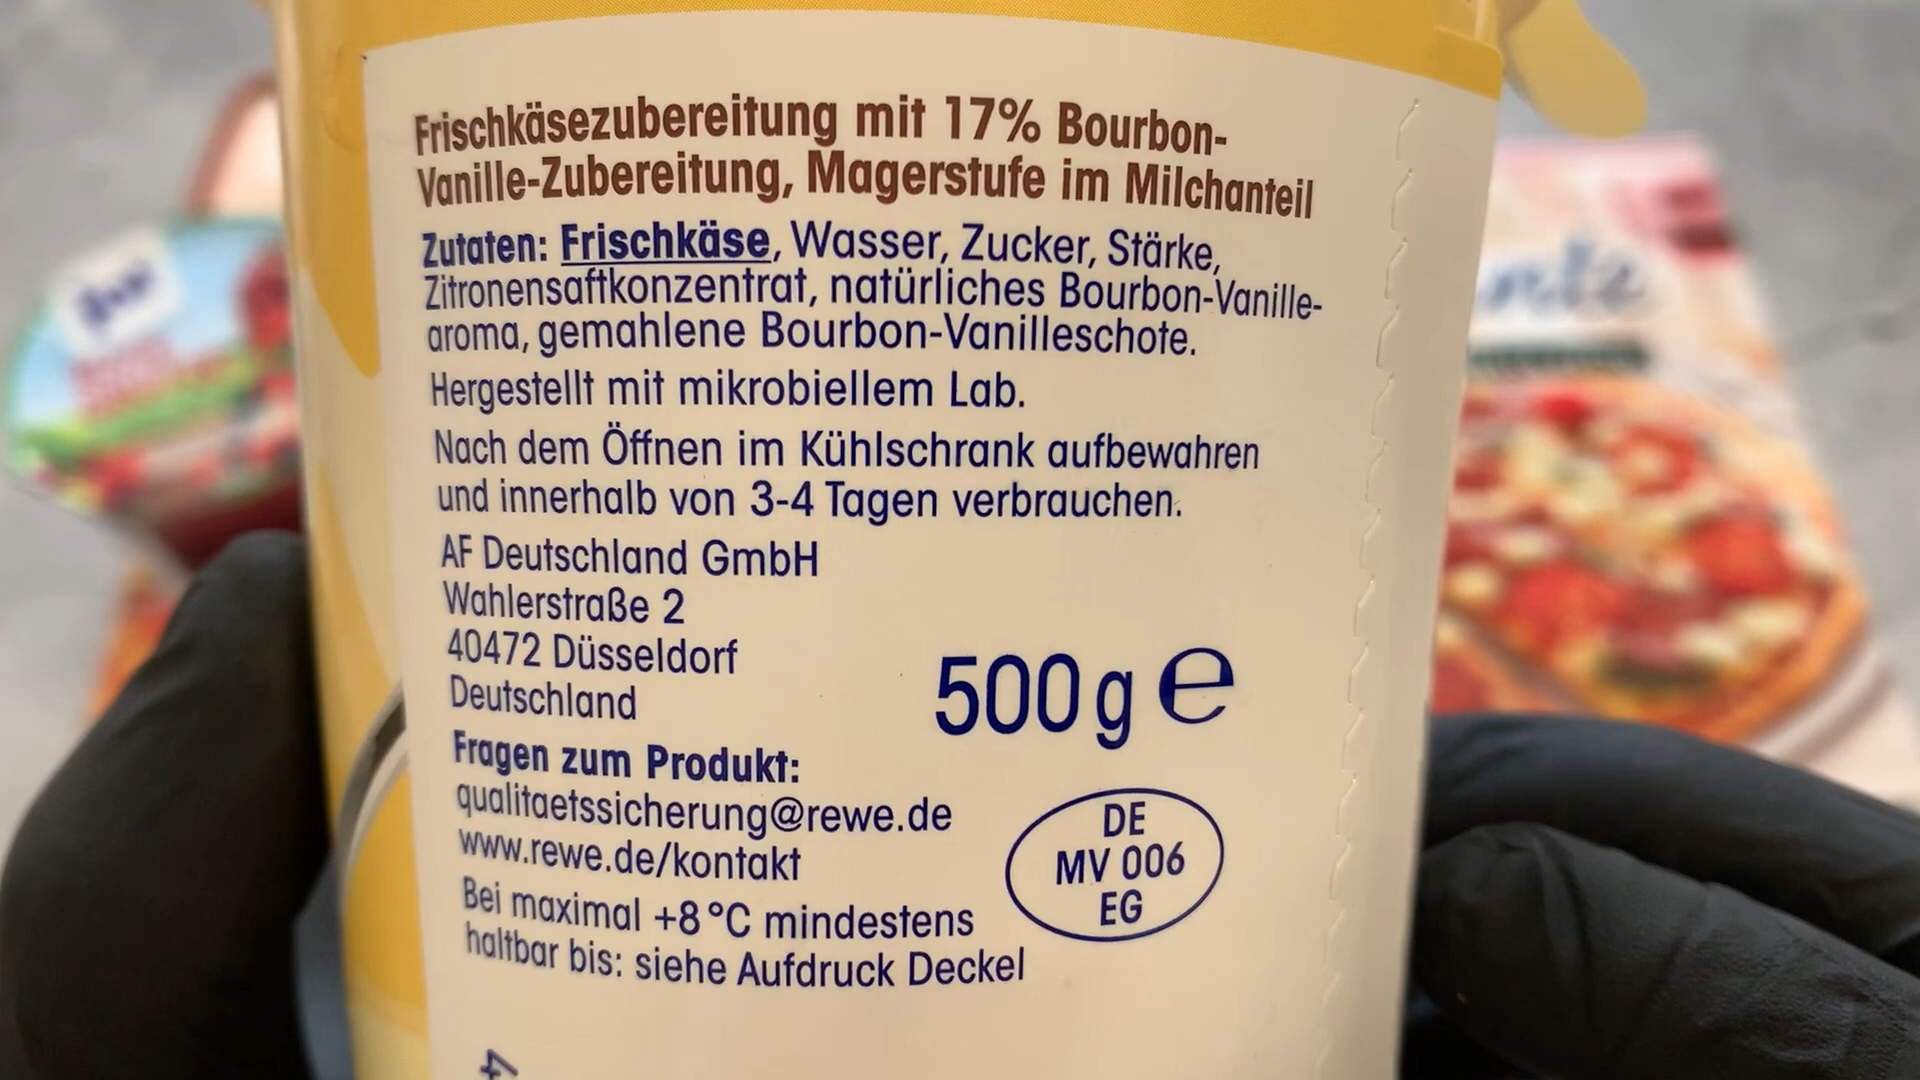 Frischkäsezubereitung mit 17% Bourbon-
Vanille-Zubereitung, Magerstufe im Milchanteil
Zutaten: Frischkäse, Wasser, Zucker, Stärke,
Zitronensaftkonzentrat, natürliches Bourbon-Vanille-
aroma, gemahlene Bourbon-Vanilleschote.
Hergestellt mit mikrobiellem Lab.
Nach dem Öffnen im Kühlschrank aufbewahren
und innerhalb von 3-4 Tagen verbrauchen.
AF Deutschland GmbH
Wahlerstraße 2
40472 Düsseldorf
Deutschland
500 g e
Fragen zum Produkt:
qualitaetssicherung@rewe.de
www.rewe.de/kontakt
Bei maximal +8 °C mindestens
haltbar bis: siehe Aufdruck Deckel
DE
MV 006
EG